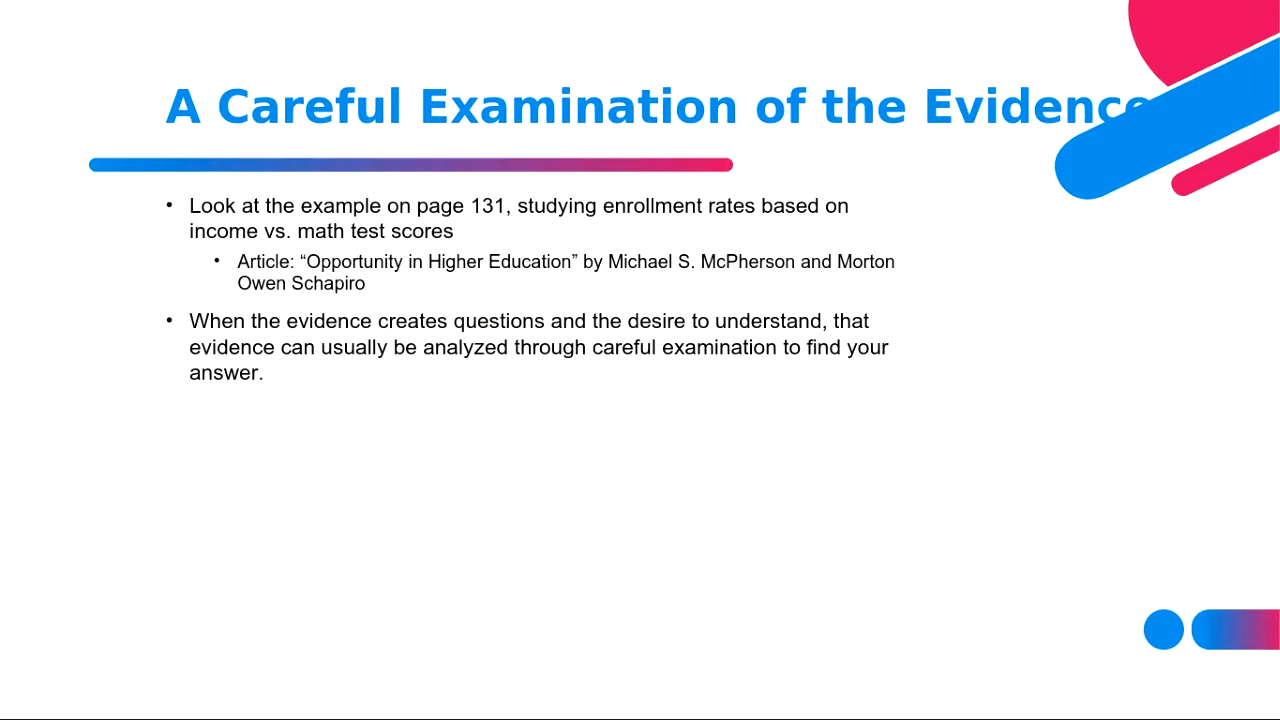 A Careful Examination of the Evidence
• Look at the example on page 131, studying enrollment rates based on
income vs. math test scores
• Article: “Opportunity in Higher Education” by Michael S. McPherson and Morton
Owen Schapiro
• When the evidence creates questions and the desire to understand, that
evidence can usually be analyzed through careful examination to find your
answer.